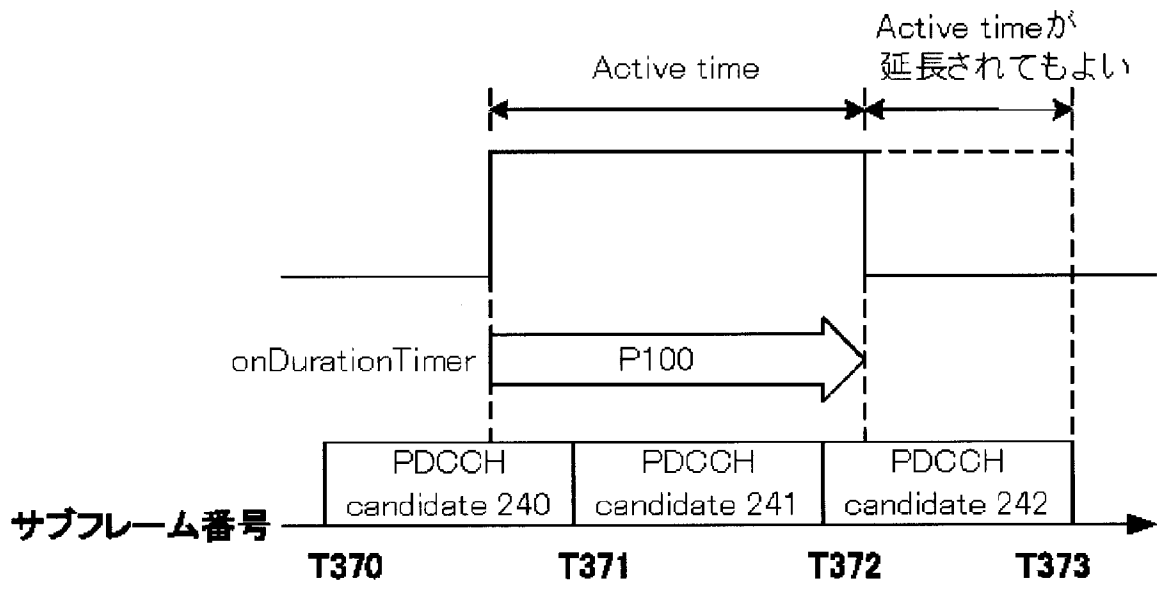 Active timeが
延長されてもよい
Active time
onDurationTimer
P100
PDCCH
candidate 240
PDCCH
candidate 241
PDCCH
candidate 242
サブフレーム番号
T370
T371
T372
T373